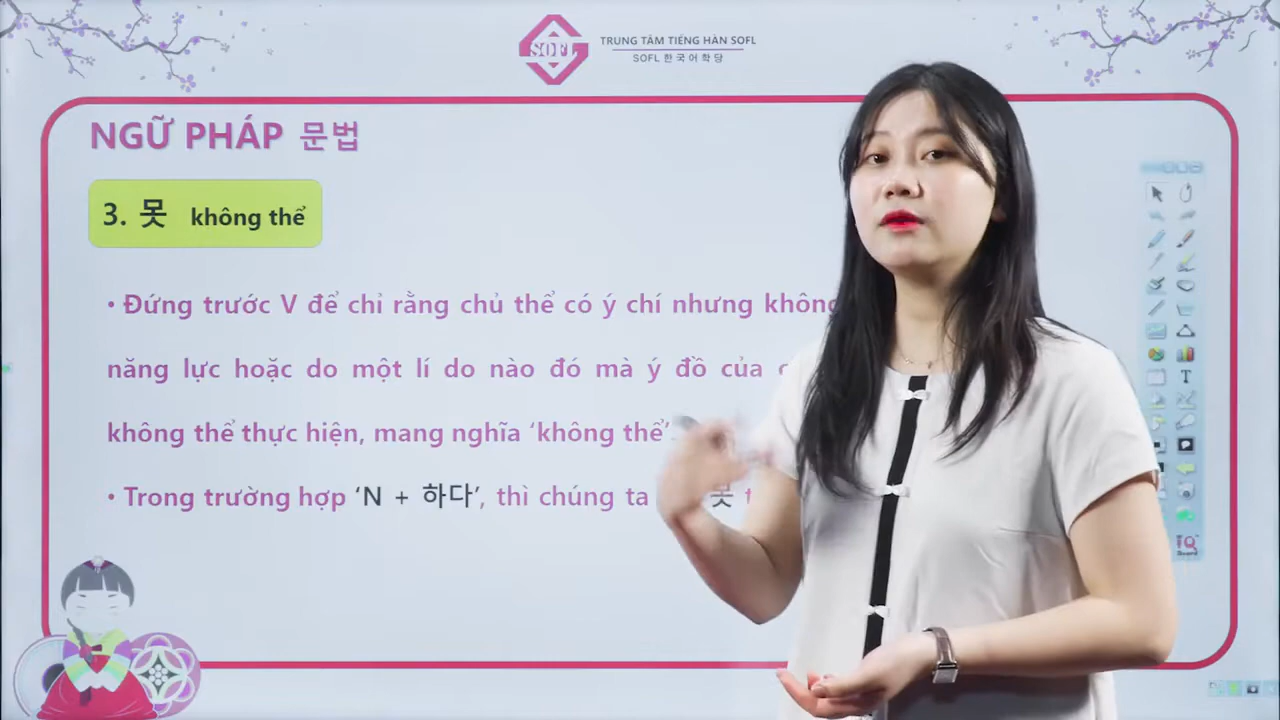 SOFL
TRUNG TÂM TIẾNG HÀN SOFL
SOFL 한국어학당
NGỮ PHÁP 문법
3. 못 không thể
• Đứng trước V để chỉ rằng chủ thể có ý chí nhưng không
năng lực hoặc do một lí do nào đó mà ý đồ của
không thể thực hiện, mang nghĩa ‘không thể’
• Trong trường hợp ‘N + 하다’, thì chúng ta 못